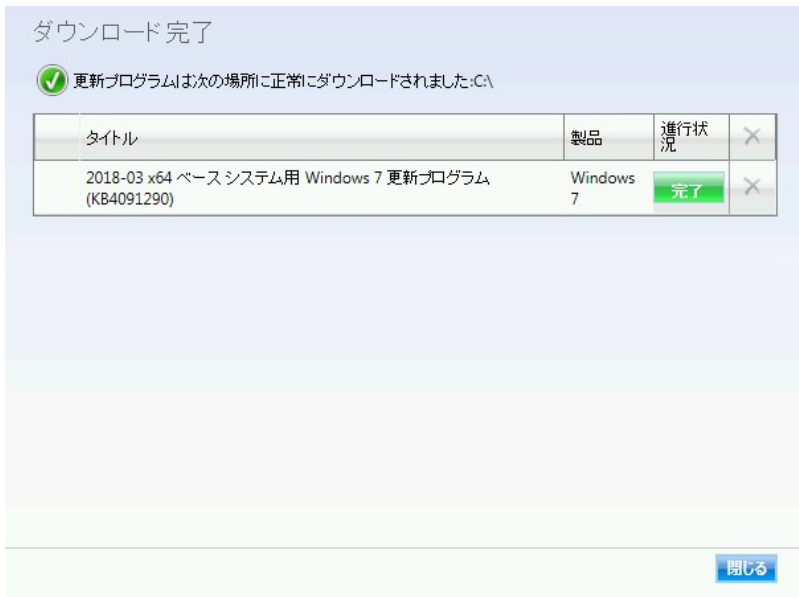 ダウンロード完了
更新プログラムは次の場所に正常にダウンロードされました:C:\
タイトル 製品 進行状
況
2018-03 x64 ベース システム用 Windows 7 更新プログラム
(KB4091290)
Windows
7
完了
閉じる